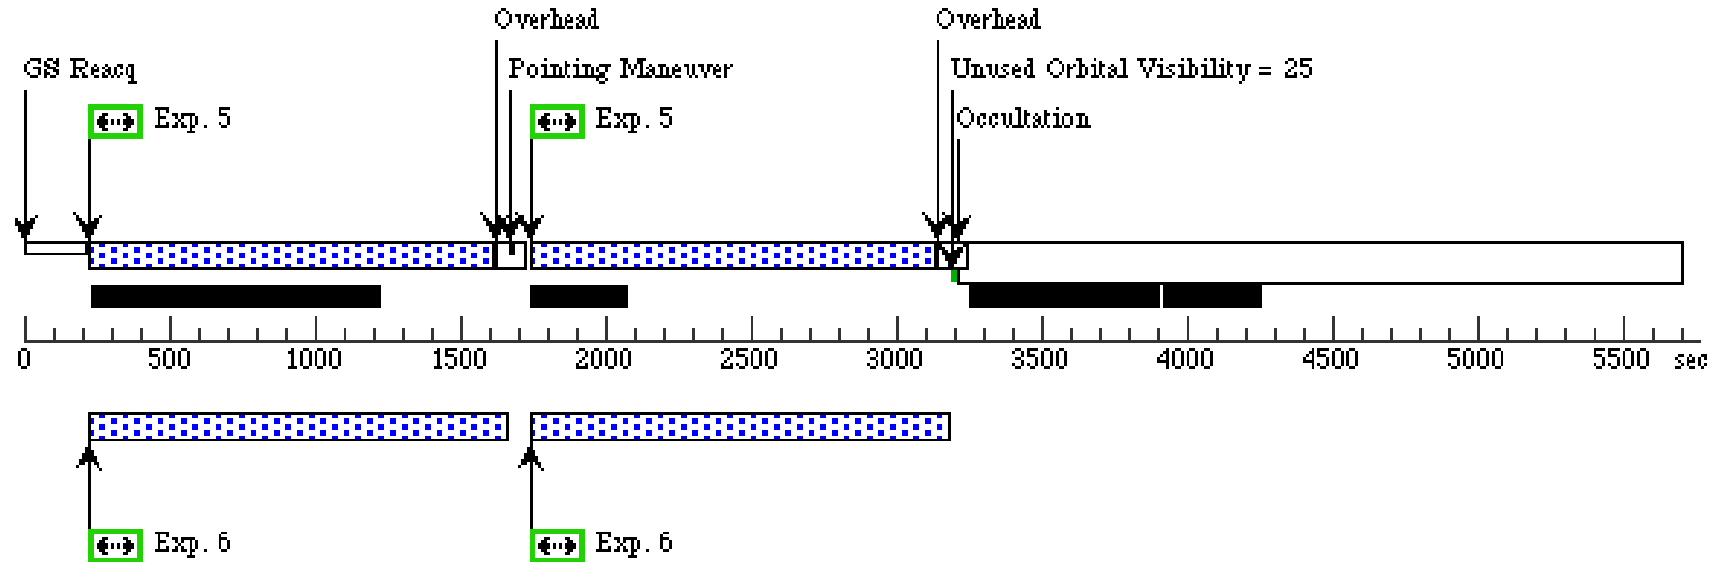 Overhead Overhead
GS Reacq Pointing Maneuver Unused Orbital Visibility = 25
Exp. 5 Exp. 5 Occultation
0 500 1000 1500 2000 2500 3000 3500 4000 4500 5000 5500 sec
Exp. 6 Exp. 6